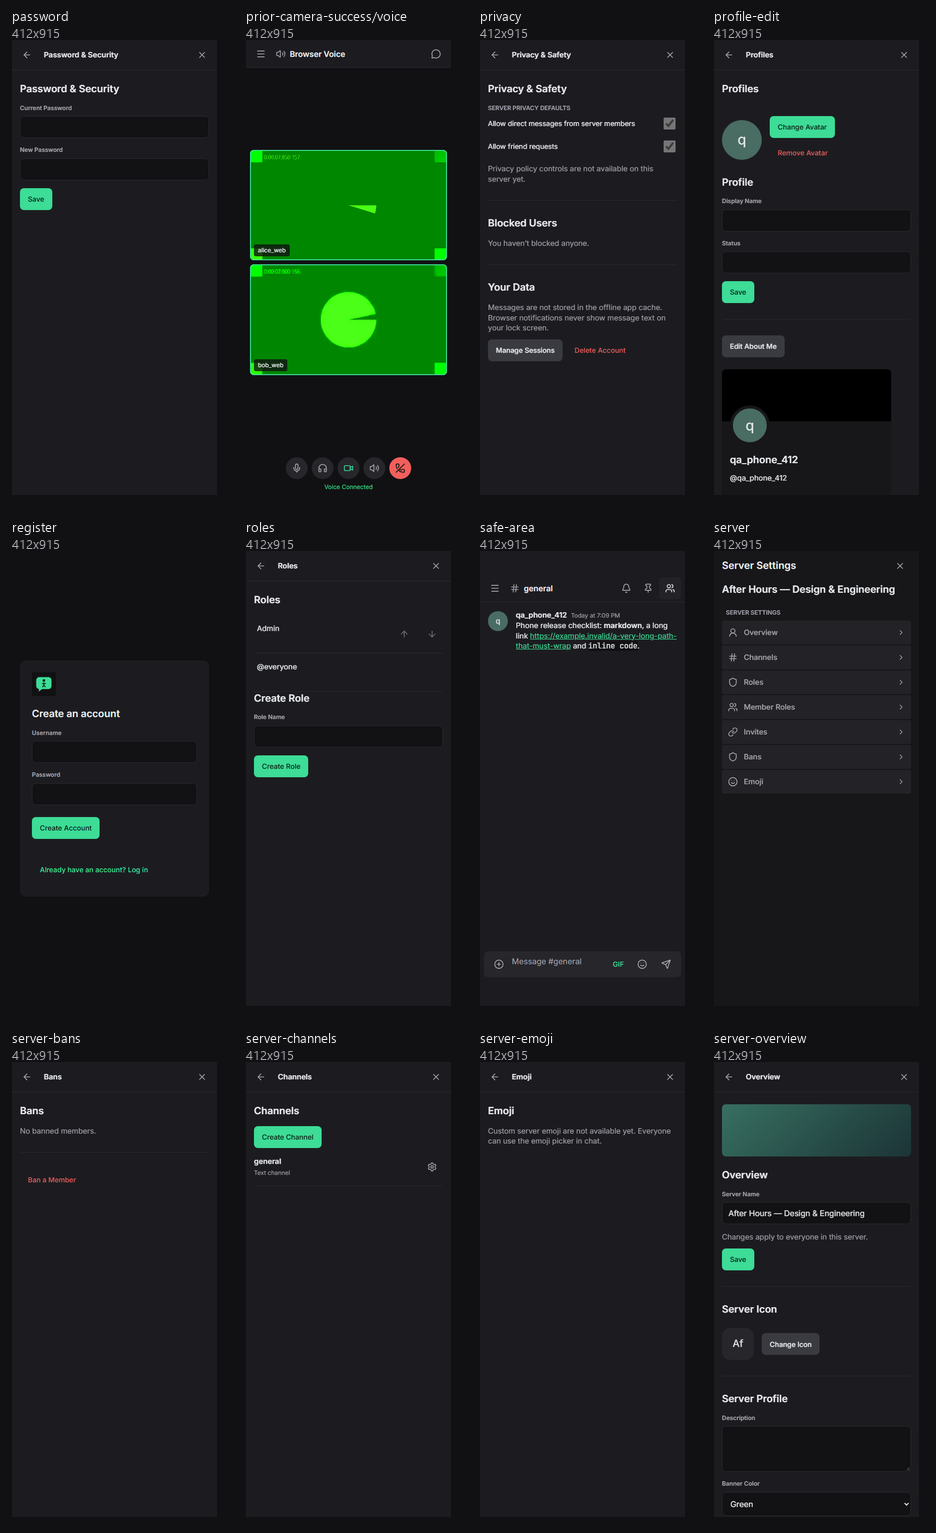 password
412x915
Password & Security
Password & Security
Current Password
New Password
Save
prior-camera-success/voice
412x915
Browser Voice
alice_web
bob_web
Voice Connected
privacy
412x915
Privacy & Safety
Privacy & Safety
SERVER PRIVACY DEFAULTS
Allow direct messages from server members
Allow friend requests
Privacy policy controls are not available on this
server yet.
Blocked Users
You haven't blocked anyone.
Your Data
Messages are not stored in the offline app cache.
Browser notifications never show message text on
your lock screen.
Manage Sessions
Delete Account
profile-edit
412x915
Profiles
Profiles
q
Change Avatar
Remove Avatar
Profile
Display Name
Status
Save
Edit About Me
q
qa_phone_412
@qa_phone_412
register
412x915
Create an account
Username
Password
Create Account
Already have an account? Log in
roles
412x915
Roles
Roles
Admin
@everyone
Create Role
Role Name
Create Role
safe-area
412x915
# general
q
qa_phone_412 Today at 7:09 PM
Phone release checklist: markdown, a long
link https://example.invalid/a-very-long-path-
that-must-wrap and inline code.
Message #general
GIF
server
412x915
Server Settings
After Hours — Design & Engineering
SERVER SETTINGS
Overview
Channels
Roles
Member Roles
Invites
Bans
Emoji
server-bans
412x915
Bans
Bans
No banned members.
Ban a Member
server-channels
412x915
Channels
Channels
Create Channel
general
Text channel
server-emoji
412x915
Emoji
Emoji
Custom server emoji are not available yet. Everyone
can use the emoji picker in chat.
server-overview
412x915
Overview
Overview
Server Name
After Hours — Design & Engineering
Changes apply to everyone in this server.
Save
Server Icon
Af
Change Icon
Server Profile
Description
Banner Color
Green